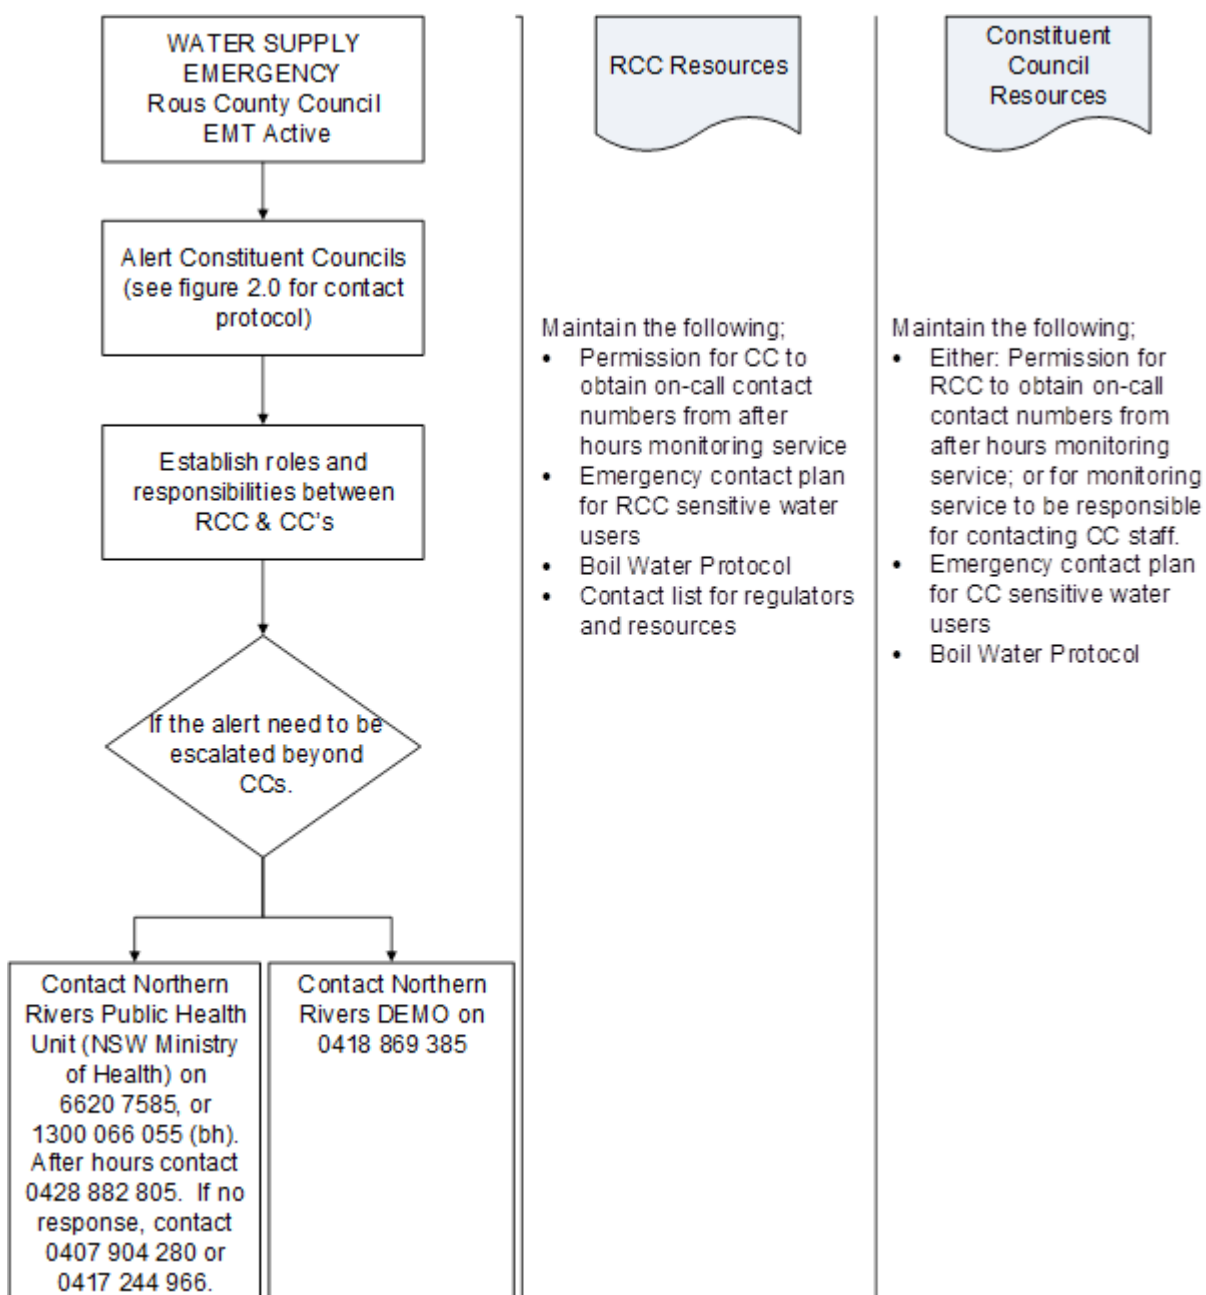 WATER SUPPLY
EMERGENCY
Rous County Council
EMT Active
Alert Constituent Councils
(see figure 2.0 for contact
protocol)
Establish roles and
responsibilities between
RCC & CC's
If the alert need to be
escalated beyond
CCs.
Contact Northern
Rivers Public Health
Unit (NSW Ministry
of Health) on
6620 7585, or
1300 066 055 (bh).
After hours contact
0428 882 805.  If no
response, contact
0407 904 280 or
0417 244 966.
Contact Northern
Rivers DEMO on
0418 869 385
RCC Resources
Maintain the following;
• Permission for CC to
obtain on-call contact
numbers from after
hours monitoring service
• Emergency contact plan
for RCC sensitive water
users
• Boil Water Protocol
• Contact list for regulators
and resources
Constituent
Council
Resources
Maintain the following;
• Either: Permission for
RCC to obtain on-call
contact numbers from
after hours monitoring
service; or for monitoring
service to be responsible
for contacting CC staff.
• Emergency contact plan
for CC sensitive water
users
• Boil Water Protocol